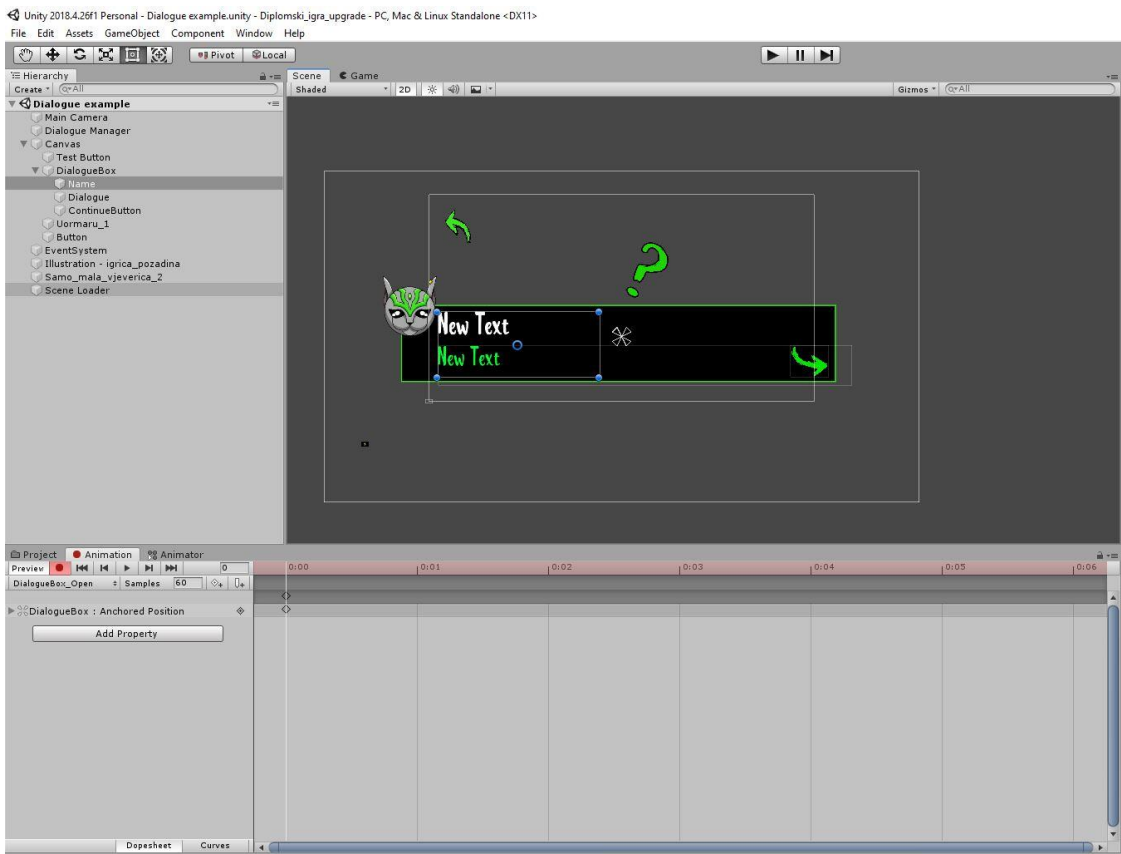 Unity 2018.4.26f1 Personal - Dialogue example.unity - Diplomski_igra_upgrade - PC, Mac & Linux Standalone <DX11>
File Edit Assets GameObject Component Window Help
Pivot Local
Hierarchy
Create All
Dialogue example
Main Camera
Dialogue Manager
Canvas
Test Button
DialogueBox
Name
Dialogue
ContinueButton
Uormaru_1
Button
EventSystem
Illustration - igrica_pozadina
Samo_mala_vjeverica_2
Scene Loader
Scene Game
Shaded 2D Gizmos All
?
New Text
New Text
Project Animation Animator
Preview 0 0:00 0:01 0:02 0:03 0:04 0:05 0:06
DialogueBox_Open Samples 60
DialogueBox : Anchored Position
Add Property
Dopesheet Curves